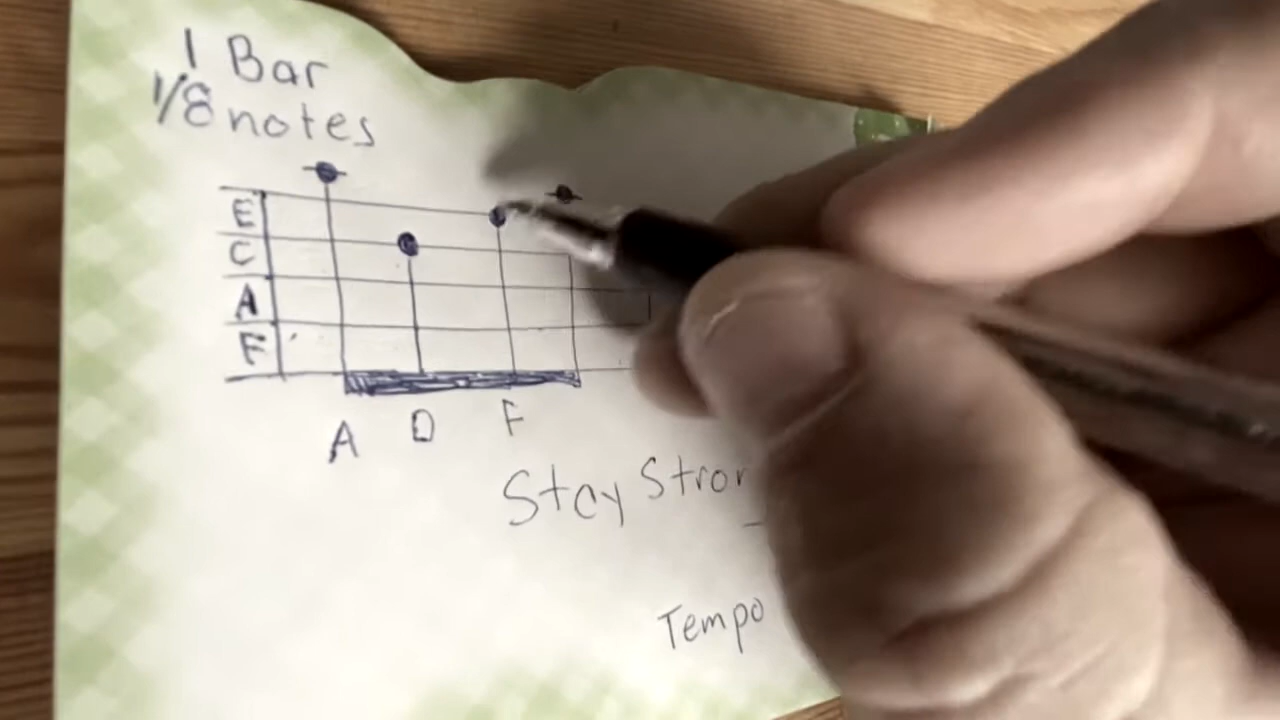 1 Bar
1/8 notes
E
C
A
F
A D F
Stay
Tempo